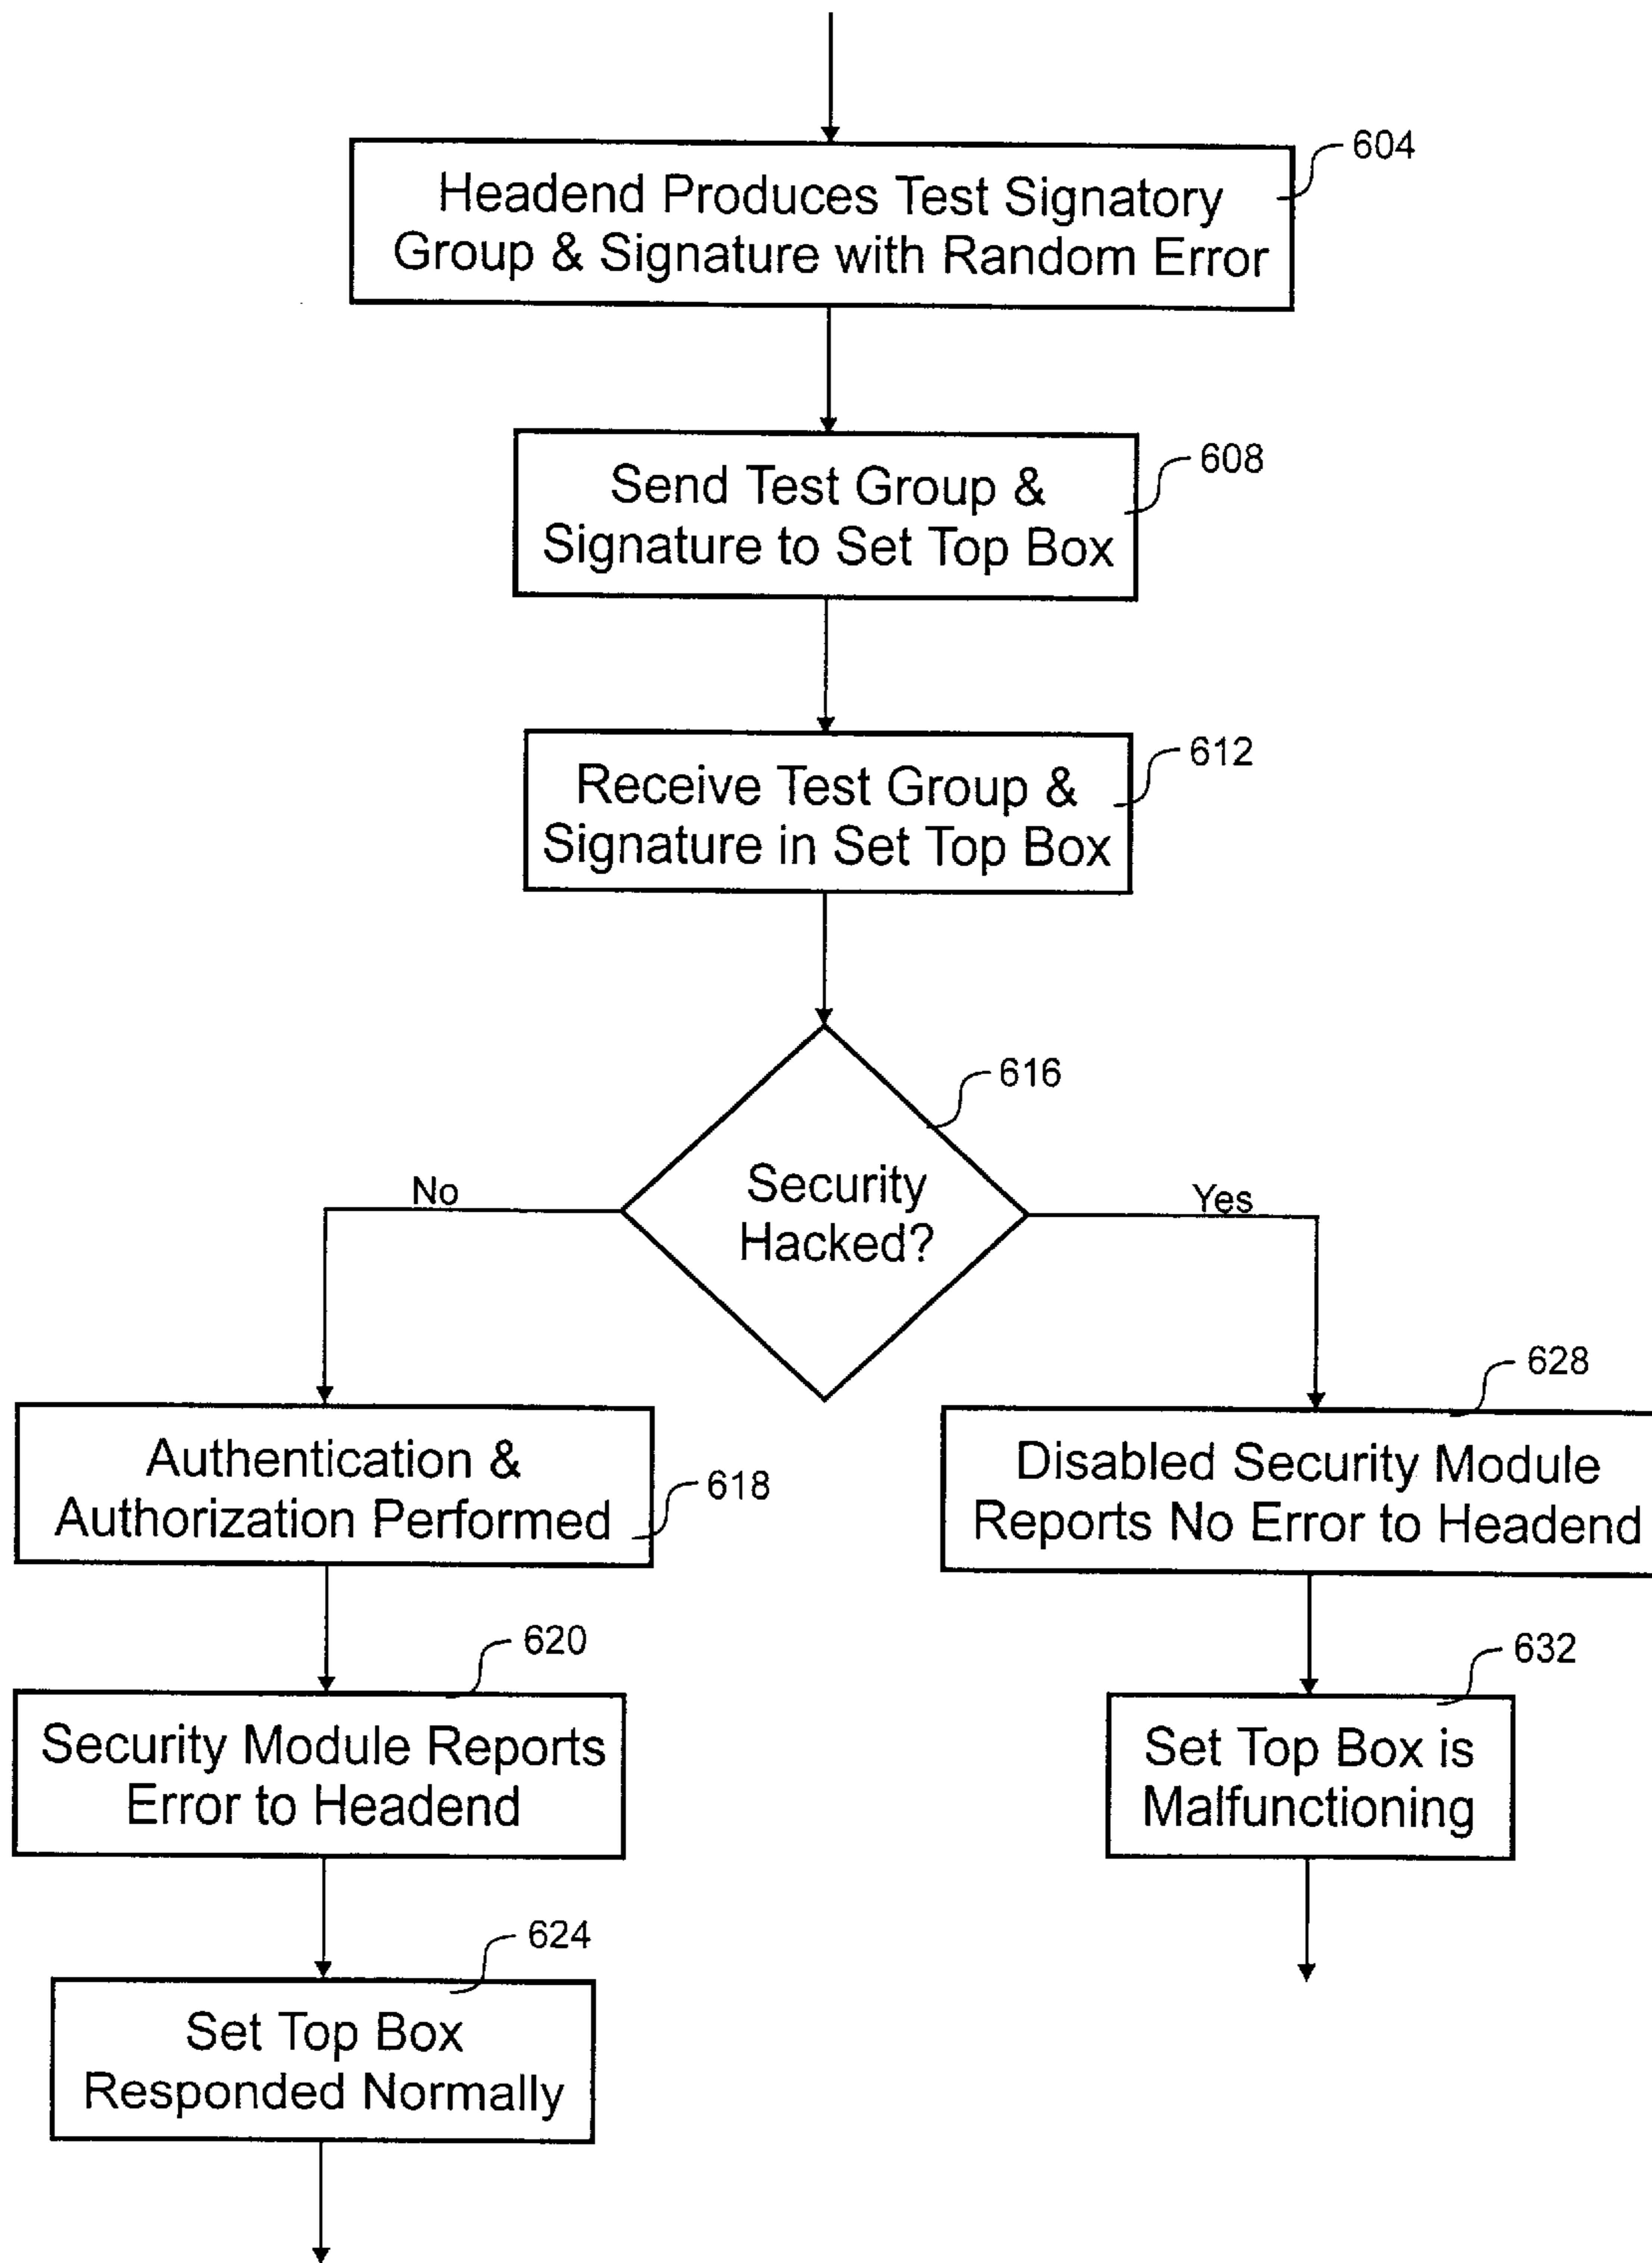 604
Headend Produces Test Signatory
Group & Signature with Random Error
608
Send Test Group &
Signature to Set Top Box
612
Receive Test Group &
Signature in Set Top Box
616
Security
Hacked?
No
Yes
Authentication &
Authorization Performed
618
628
Disabled Security Module
Reports No Error to Headend
620
Security Module Reports
Error to Headend
632
Set Top Box is
Malfunctioning
624
Set Top Box
Responded Normally